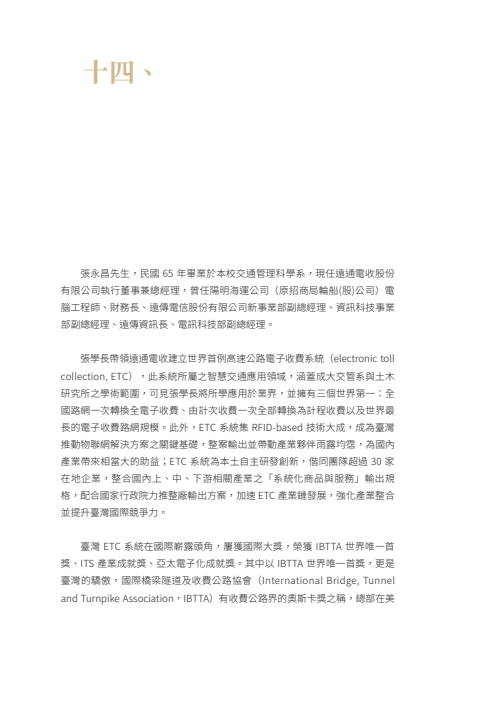 十四、
張永昌先生，民國 65 年畢業於本校交通管理科學系，現任遠通電收股份
有限公司執行董事兼總經理，曾任陽明海運公司（原招商局輪船(股)公司）電
腦工程師、財務長、遠傳電信股份有限公司新事業部副總經理、資訊科技事業
部副總經理、遠傳資訊長、電訊科技部副總經理。
張學長帶領遠通電收建立世界首例高速公路電子收費系統（electronic toll
collection, ETC），此系統所屬之智慧交通應用領域，涵蓋成大交管系與土木
研究所之學術範圍，可見張學長將所學應用於業界，並擁有三個世界第一：全
國路網一次轉換全電子收費、由計次收費一次全部轉換為計程收費以及世界最
長的電子收費路網規模。此外，ETC 系統集 RFID-based 技術大成，成為臺灣
推動物聯網解決方案之關鍵基礎，整案輸出並帶動產業夥伴雨露均霑，為國內
產業帶來相當大的助益；ETC 系統為本土自主研發創新，偕同團隊超過 30 家
在地企業，整合國內上、中、下游相關產業之「系統化商品與服務」輸出規
格，配合國家行政院力推整廠輸出方案，加速 ETC 產業鏈發展，強化產業整合
並提升臺灣國際競爭力。
臺灣 ETC 系統在國際嶄露頭角，屢獲國際大獎，榮獲 IBTTA 世界唯一首
獎、ITS 產業成就獎、亞太電子化成就獎。其中以 IBTTA 世界唯一首獎，更是
臺灣的驕傲，國際橋梁隧道及收費公路協會（International Bridge, Tunnel
and Turnpike Association，IBTTA）有收費公路界的奧斯卡獎之稱，總部在美